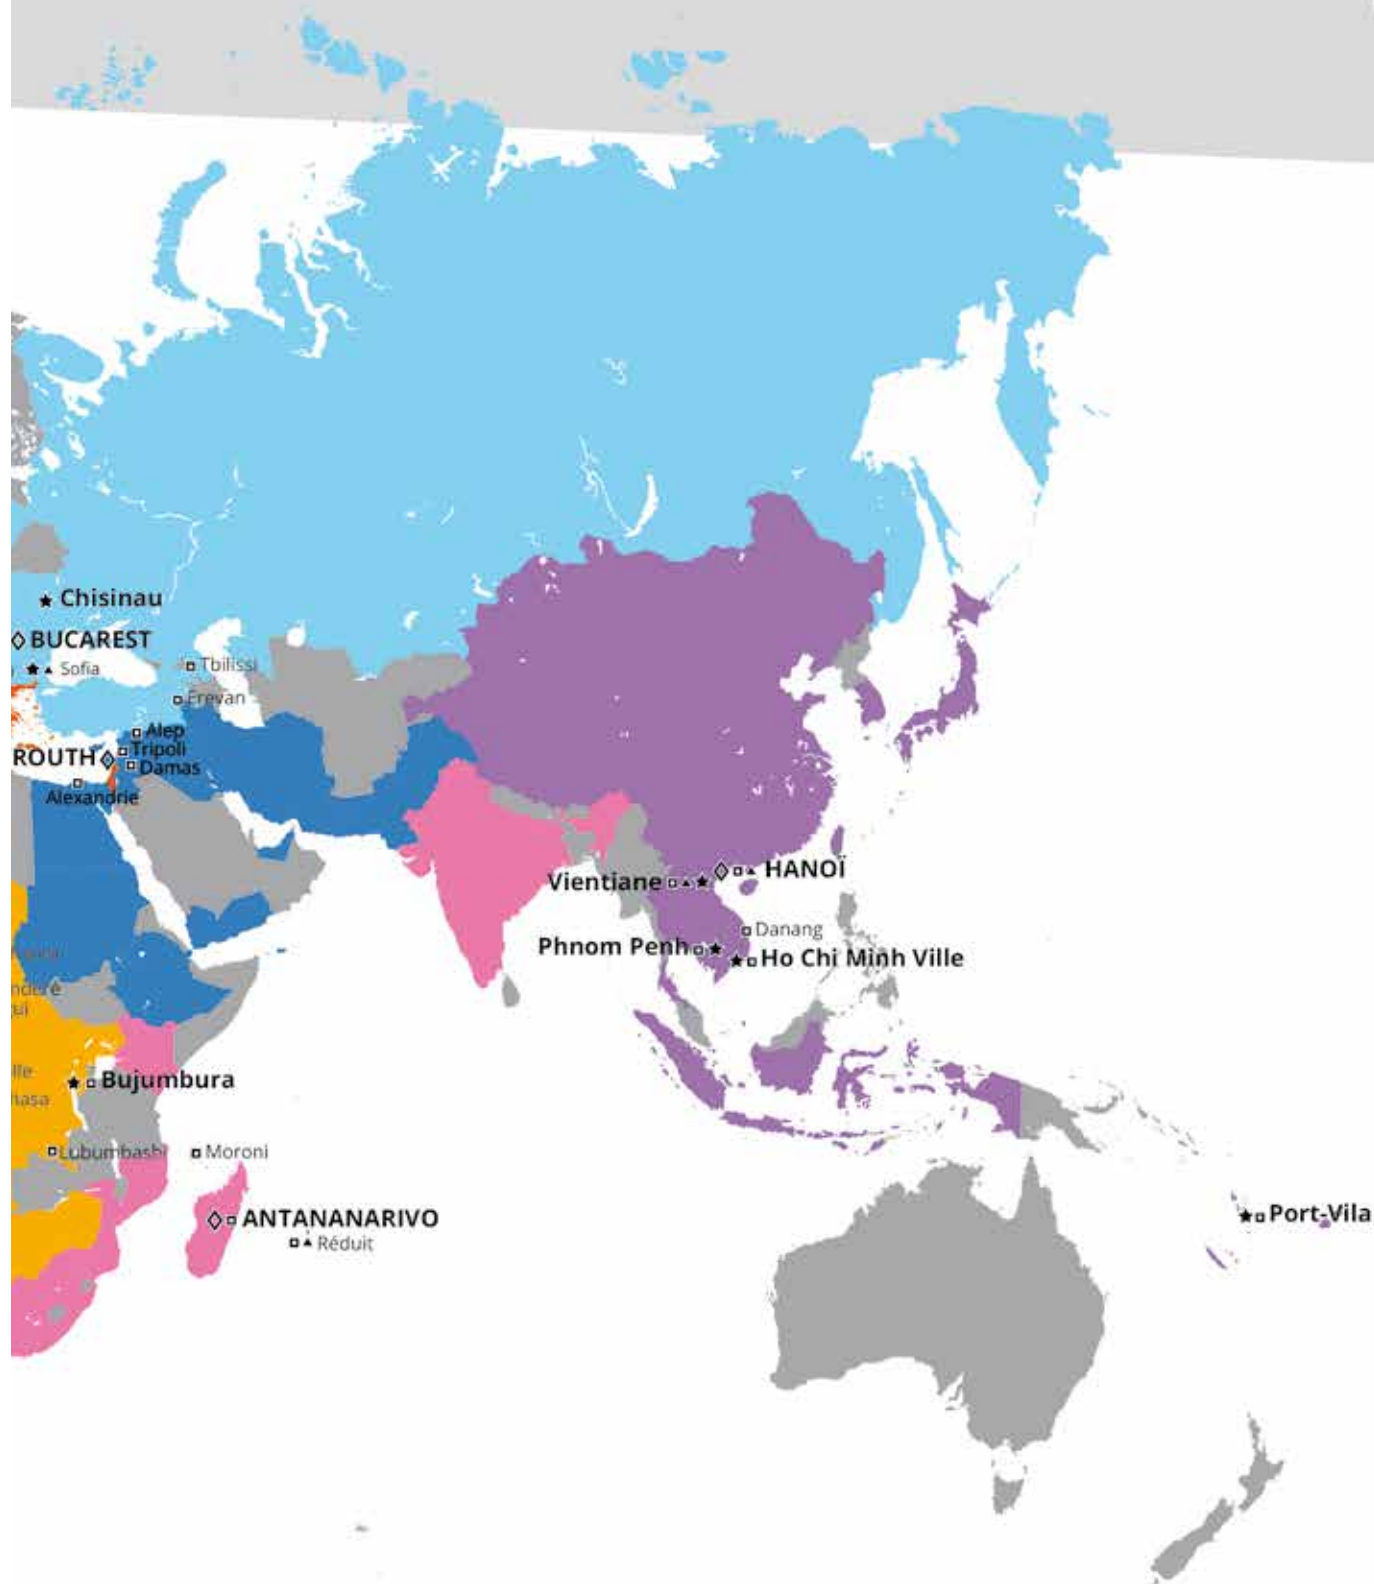 Chisinau
BUCAREST
Sofia
Tbilissi
Erevan
Alep
ROUTH
Tripoli
Damas
Alexandrie
HANOÏ
Vientiane
Danang
Phnom Penh
Ho Chi Minh Ville
Bujumbura
Lubumbashi
Moroni
ANTANANARIVO
Réduit
Port-Vila